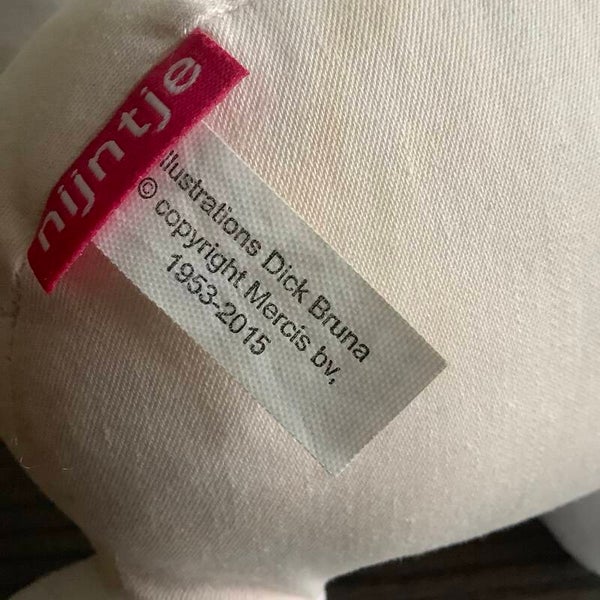 nijntje
Illustrations Dick Bruna
© copyright Mercis bv,
1953-2015